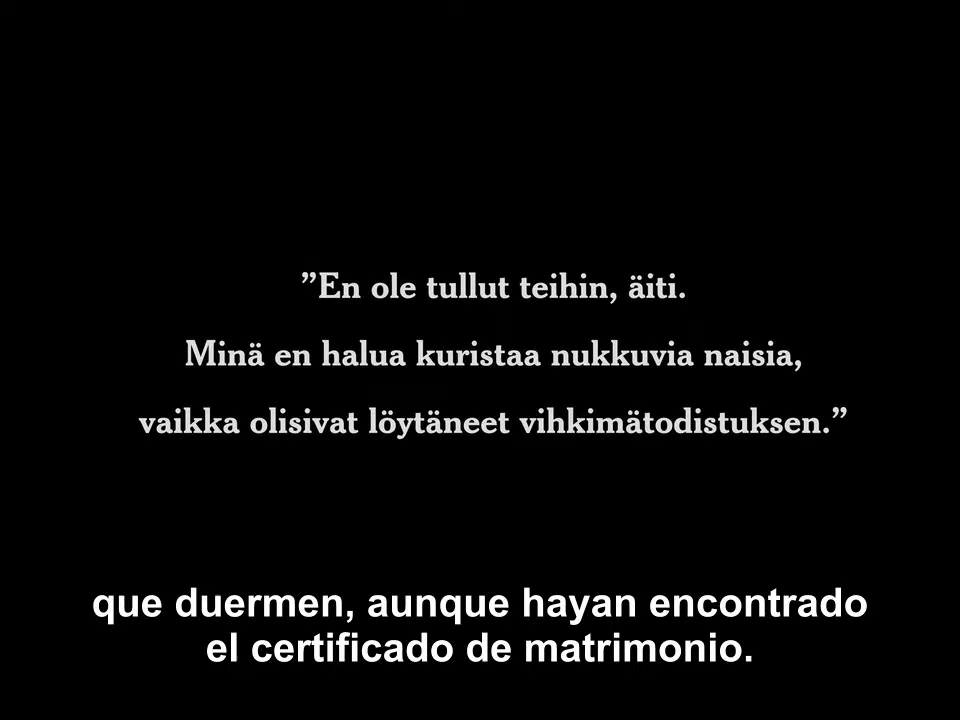 ”En ole tullut teihin, äiti.
Minä en halua kuristaa nukkuvia naisia,
vaikka olisivat löytäneet vihkimätodistuksen.”
que duermen, aunque hayan encontrado
el certificado de matrimonio.